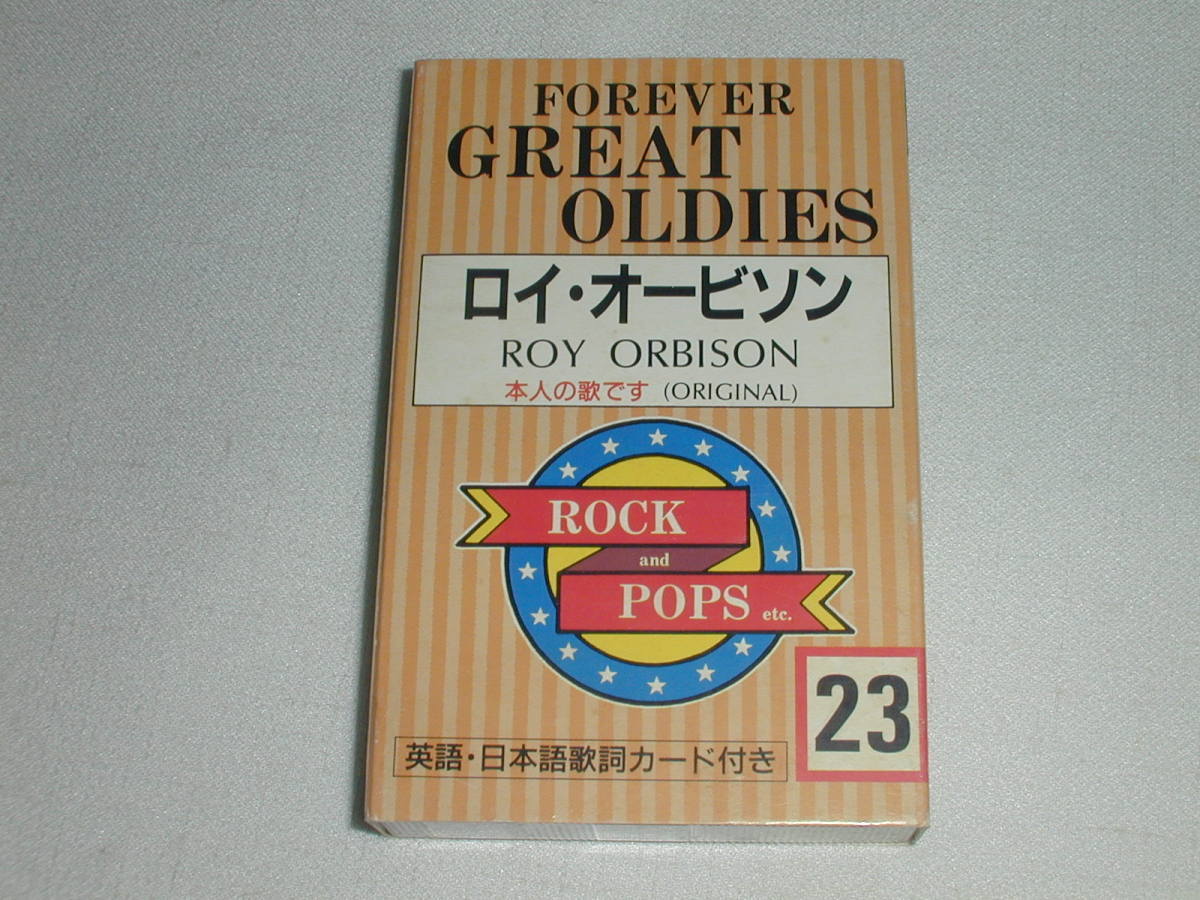 FOREVER
GREAT
OLDIES
ロイ・オービソン
ROY ORBISON
本人の歌です (ORIGINAL)
ROCK
and
POPS etc.
23
英語・日本語歌詞カード付き